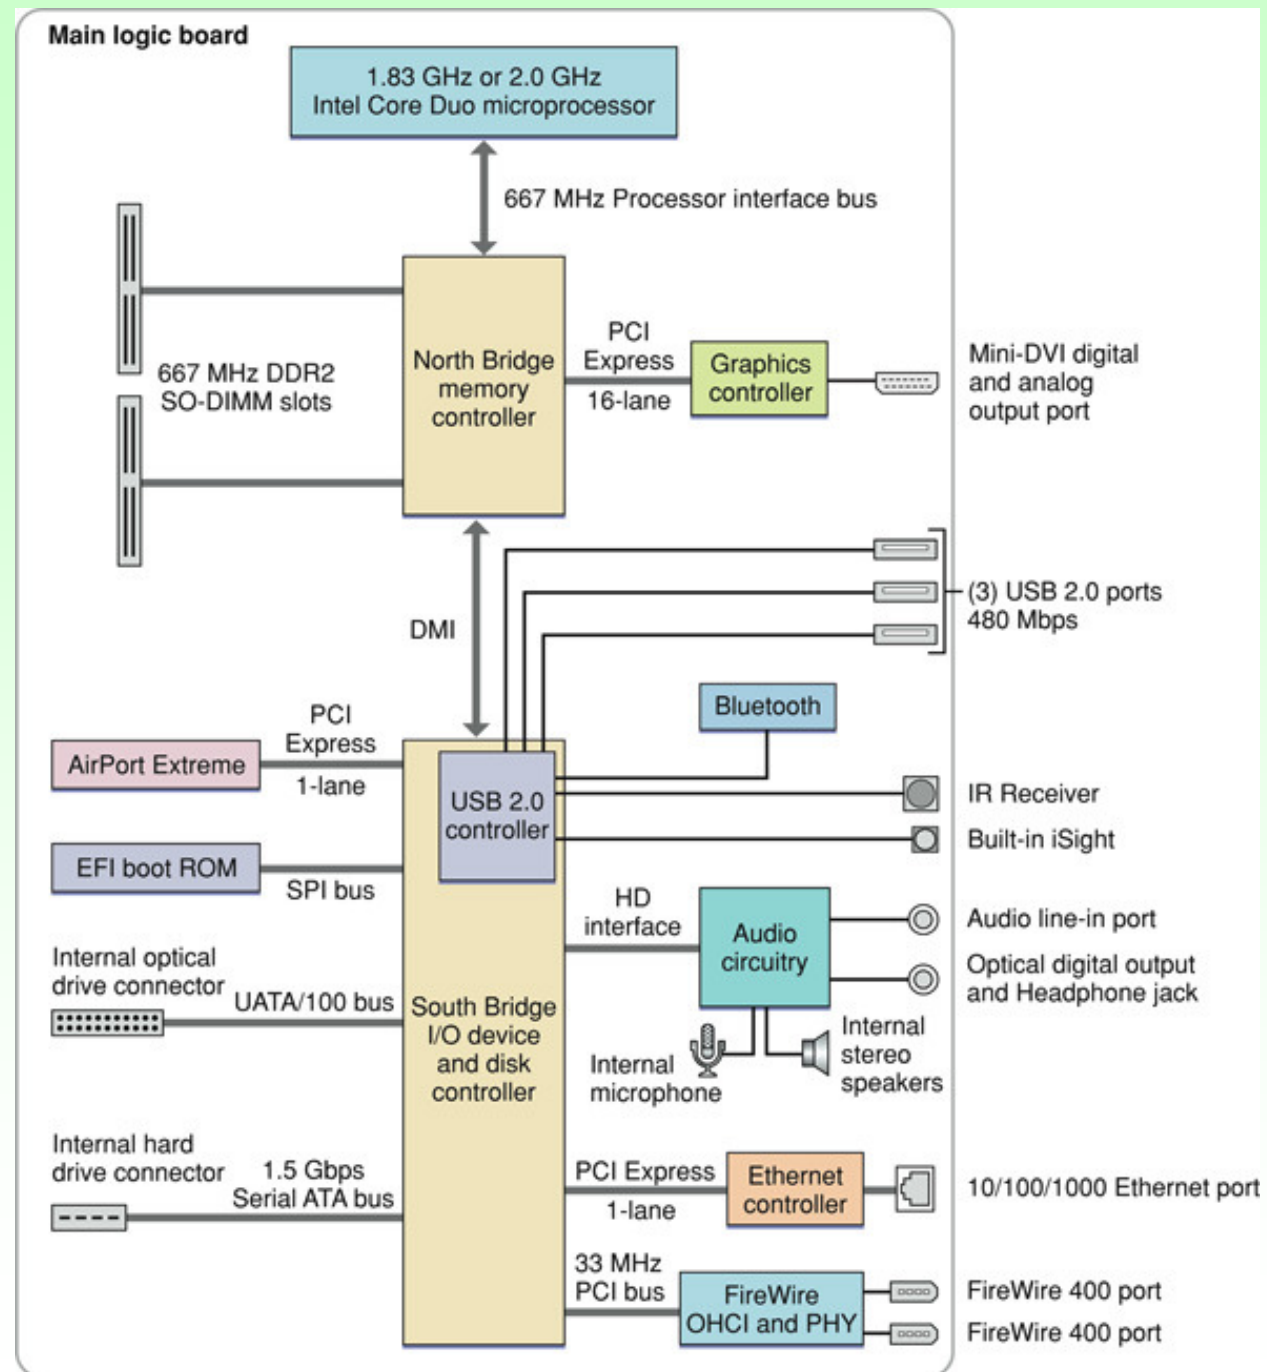 Main logic board
1.83 GHz or 2.0 GHz
Intel Core Duo microprocessor
667 MHz Processor interface bus
667 MHz DDR2
SO-DIMM slots
North Bridge
memory
controller
PCI
Express
16-lane
Graphics
controller
Mini-DVI digital
and analog
output port
DMI
(3) USB 2.0 ports
480 Mbps
Bluetooth
AirPort Extreme
PCI
Express
1-lane
USB 2.0
controller
IR Receiver
Built-in iSight
EFI boot ROM
SPI bus
HD
interface
Audio
circuitry
Audio line-in port
Optical digital output
and Headphone jack
Internal optical
drive connector
UATA/100 bus
South Bridge
I/O device
and disk
controller
Internal
microphone
Internal
stereo
speakers
Internal hard
drive connector
1.5 Gbps
Serial ATA bus
PCI Express
1-lane
Ethernet
controller
10/100/1000 Ethernet port
33 MHz
PCI bus
FireWire
OHCI and PHY
FireWire 400 port
FireWire 400 port